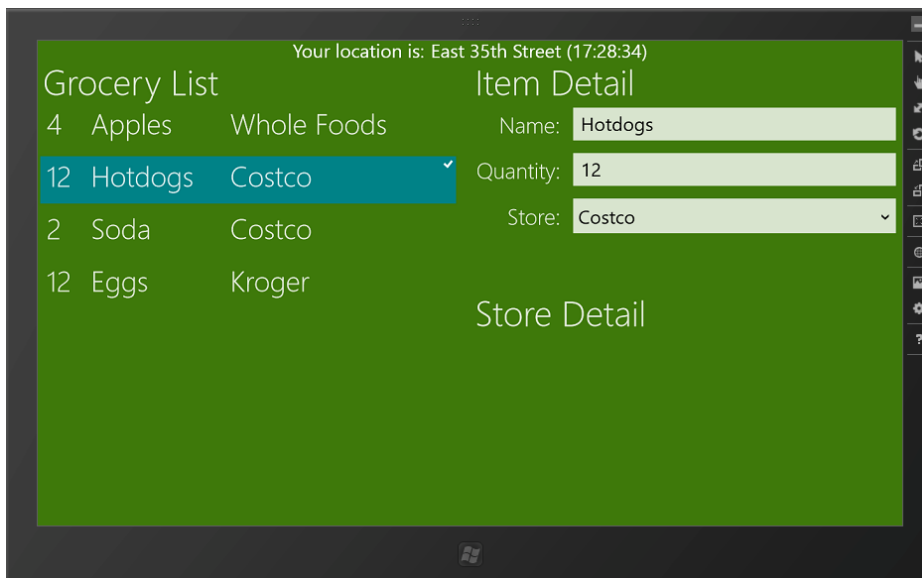 Your location is: East 35th Street (17:28:34)
Grocery List
4 Apples Whole Foods
12 Hotdogs Costco
2 Soda Costco
12 Eggs Kroger
Item Detail
Name: Hotdogs
Quantity: 12
Store: Costco
Store Detail
?